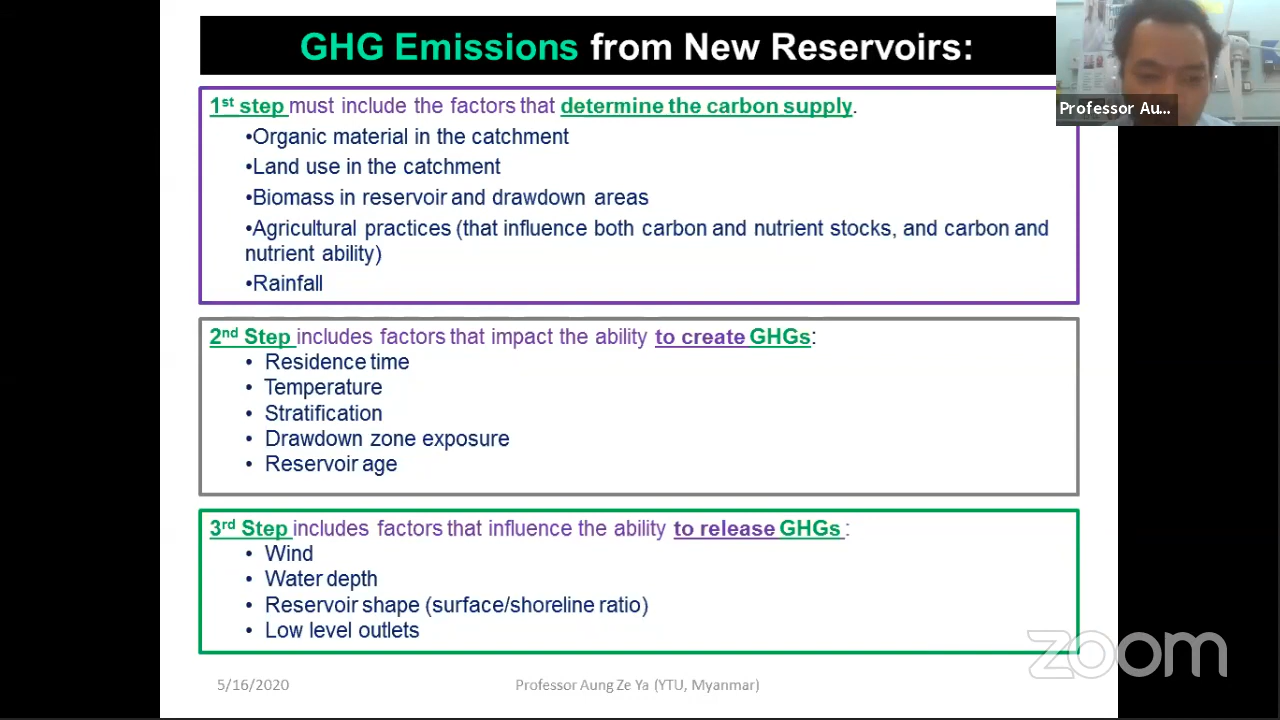 GHG Emissions from New Reservoirs:
Professor Au...
1st step must include the factors that determine the carbon supply.
•Organic material in the catchment
•Land use in the catchment
•Biomass in reservoir and drawdown areas
•Agricultural practices (that influence both carbon and nutrient stocks, and carbon and
nutrient ability)
•Rainfall
2nd Step includes factors that impact the ability to create GHGs:
• Residence time
• Temperature
• Stratification
• Drawdown zone exposure
• Reservoir age
3rd Step includes factors that influence the ability to release GHGs :
• Wind
• Water depth
• Reservoir shape (surface/shoreline ratio)
• Low level outlets
zoom
5/16/2020
Professor Aung Ze Ya (YTU, Myanmar)